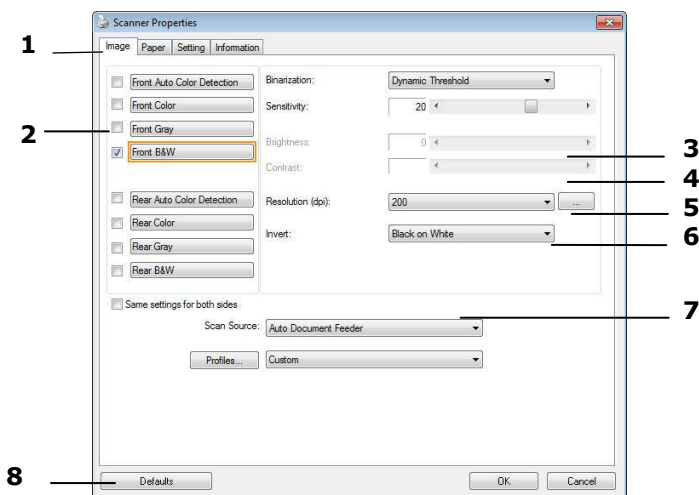 Scanner Properties
1
Image Paper Setting Information
Front Auto Color Detection
Binarization: Dynamic Threshold
Front Color
Sensitivity: 20
2
Front Gray
Brightness: 0
3
Front B&W
Contrast:
4
Rear Auto Color Detection
Resolution (dpi): 200 ...
5
Rear Color
Invert: Black on White
6
Rear Gray
Rear B&W
Same settings for both sides
7
Scan Source: Auto Document Feeder
Profiles... Custom
8
Defaults OK Cancel